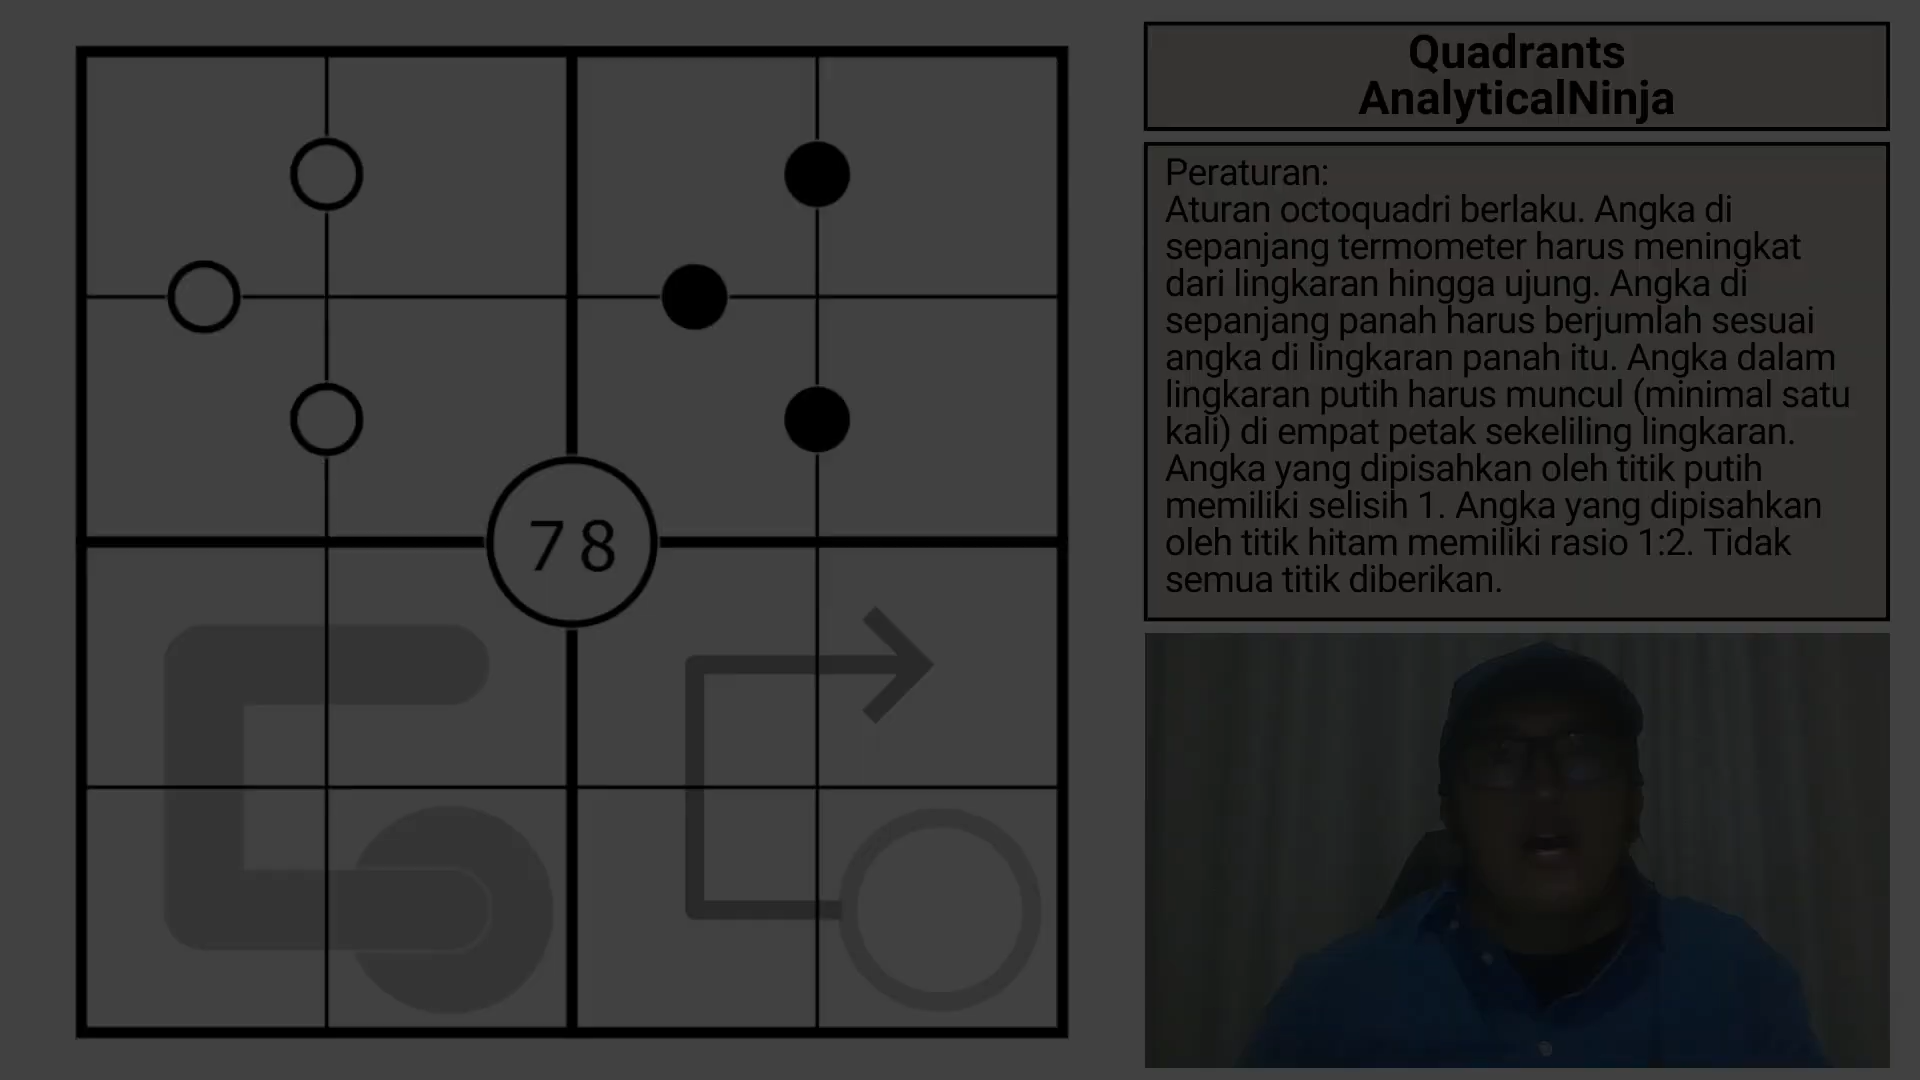 Quadrants
AnalyticalNinja
Peraturan:
Aturan octoquadri berlaku. Angka di
sepanjang termometer harus meningkat
dari lingkaran hingga ujung. Angka di
sepanjang panah harus berjumlah sesuai
angka di lingkaran panah itu. Angka dalam
lingkaran putih harus muncul (minimal satu
kali) di empat petak sekeliling lingkaran.
Angka yang dipisahkan oleh titik putih
memiliki selisih 1. Angka yang dipisahkan
oleh titik hitam memiliki rasio 1:2. Tidak
semua titik diberikan.
7 8